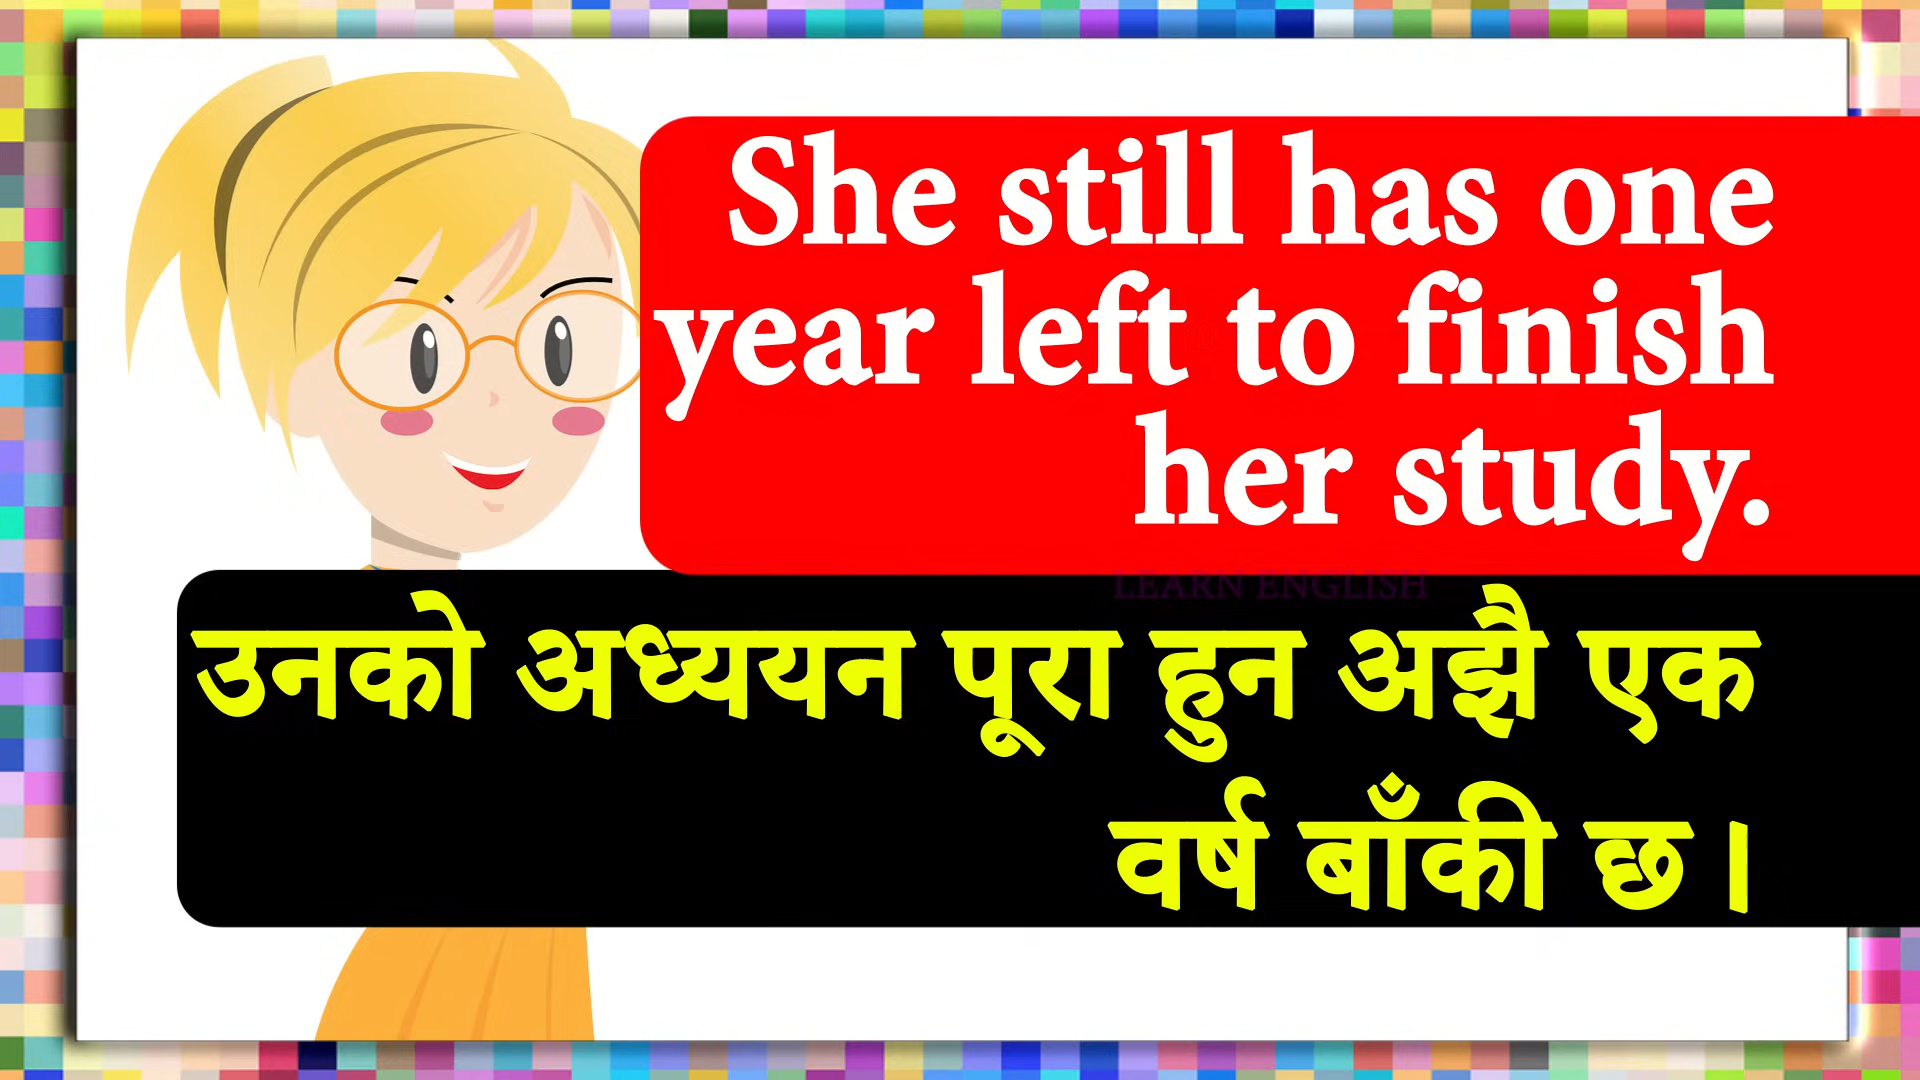 She still has one
year left to finish
her study.
LEARN ENGLISH
उनको अध्ययन पूरा हुन अझै एक
वर्ष बाँकी छ ।